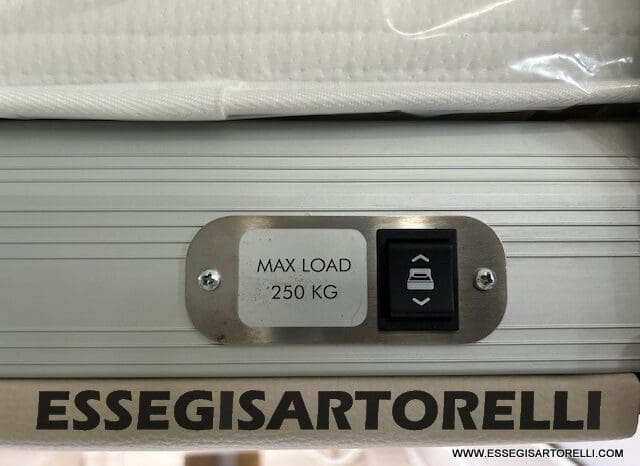 MAX LOAD
250 KG
ESSEGISARTORELLI
WWW.ESSEGISARTORELLI.COM